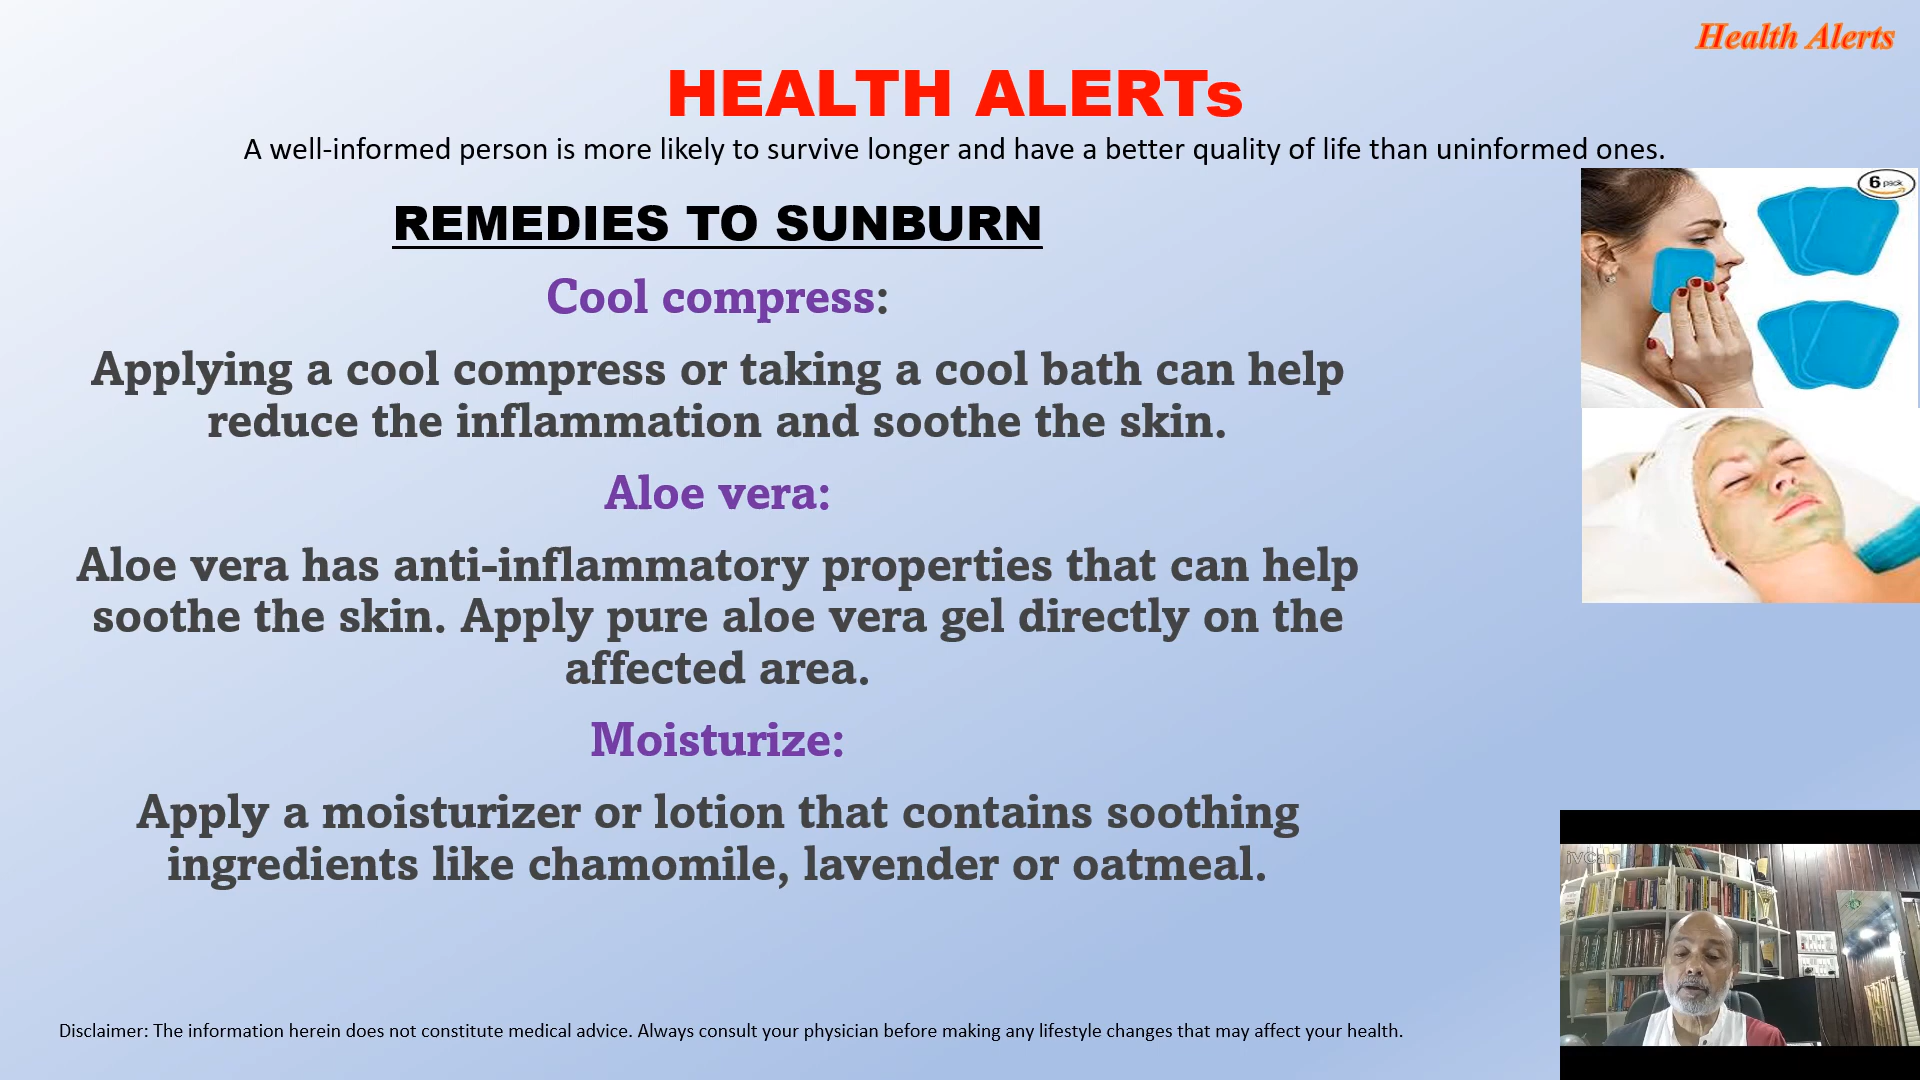 Health Alerts
HEALTH ALERTs
A well-informed person is more likely to survive longer and have a better quality of life than uninformed ones.
6 pack
REMEDIES TO SUNBURN
Cool compress:
Applying a cool compress or taking a cool bath can help
reduce the inflammation and soothe the skin.
Aloe vera:
Aloe vera has anti-inflammatory properties that can help
soothe the skin. Apply pure aloe vera gel directly on the
affected area.
Moisturize:
Apply a moisturizer or lotion that contains soothing
ingredients like chamomile, lavender or oatmeal.
iVCam
Disclaimer: The information herein does not constitute medical advice. Always consult your physician before making any lifestyle changes that may affect your health.